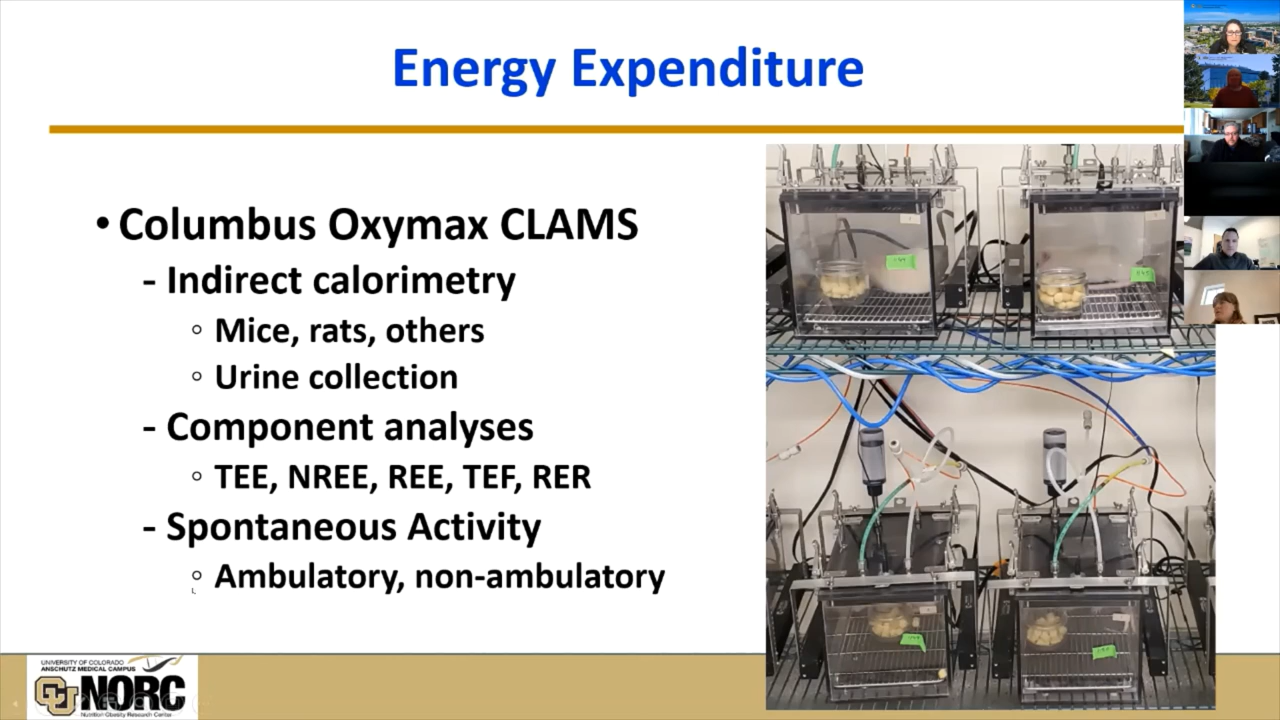 Energy Expenditure
• Columbus Oxymax CLAMS
- Indirect calorimetry
◦ Mice, rats, others
◦ Urine collection
- Component analyses
◦ TEE, NREE, REE, TEF, RER
- Spontaneous Activity
◦ Ambulatory, non-ambulatory
UNIVERSITY OF COLORADO
ANSCHUTZ MEDICAL CAMPUS
CU NORC
Nutrition Obesity Research Center